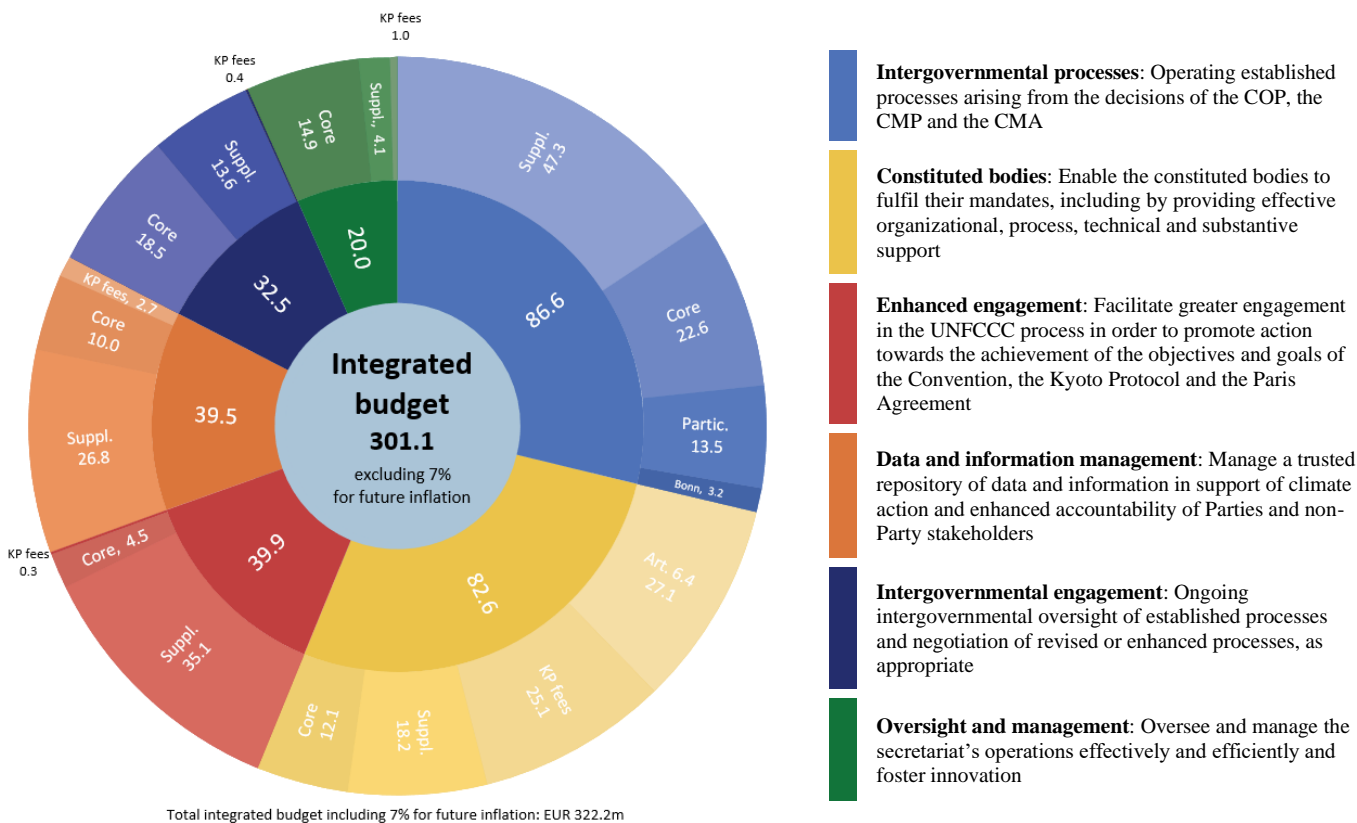 KP fees
1.0
KP fees
0.4
Core
14.9
Suppl., 4.1
Suppl.
47.3
Suppl.
13.6
Core
18.5
KP fees, 2.7
Core
10.0
Suppl.
26.8
KP fees
0.3
Core, 4.5
Suppl.
35.1
Core
12.1
Suppl.
18.2
KP fees
25.1
Art. 6.4
27.1
Bonn, 3.2
Partic.
13.5
Core
22.6
20.0
86.6
32.5
39.5
39.9
82.6
Integrated
budget
301.1
excluding 7%
for future inflation
Total integrated budget including 7% for future inflation: EUR 322.2m
Intergovernmental processes: Operating established
processes arising from the decisions of the COP, the
CMP and the CMA
Constituted bodies: Enable the constituted bodies to
fulfil their mandates, including by providing effective
organizational, process, technical and substantive
support
Enhanced engagement: Facilitate greater engagement
in the UNFCCC process in order to promote action
towards the achievement of the objectives and goals of
the Convention, the Kyoto Protocol and the Paris
Agreement
Data and information management: Manage a trusted
repository of data and information in support of climate
action and enhanced accountability of Parties and non-
Party stakeholders
Intergovernmental engagement: Ongoing
intergovernmental oversight of established processes
and negotiation of revised or enhanced processes, as
appropriate
Oversight and management: Oversee and manage the
secretariat's operations effectively and efficiently and
foster innovation